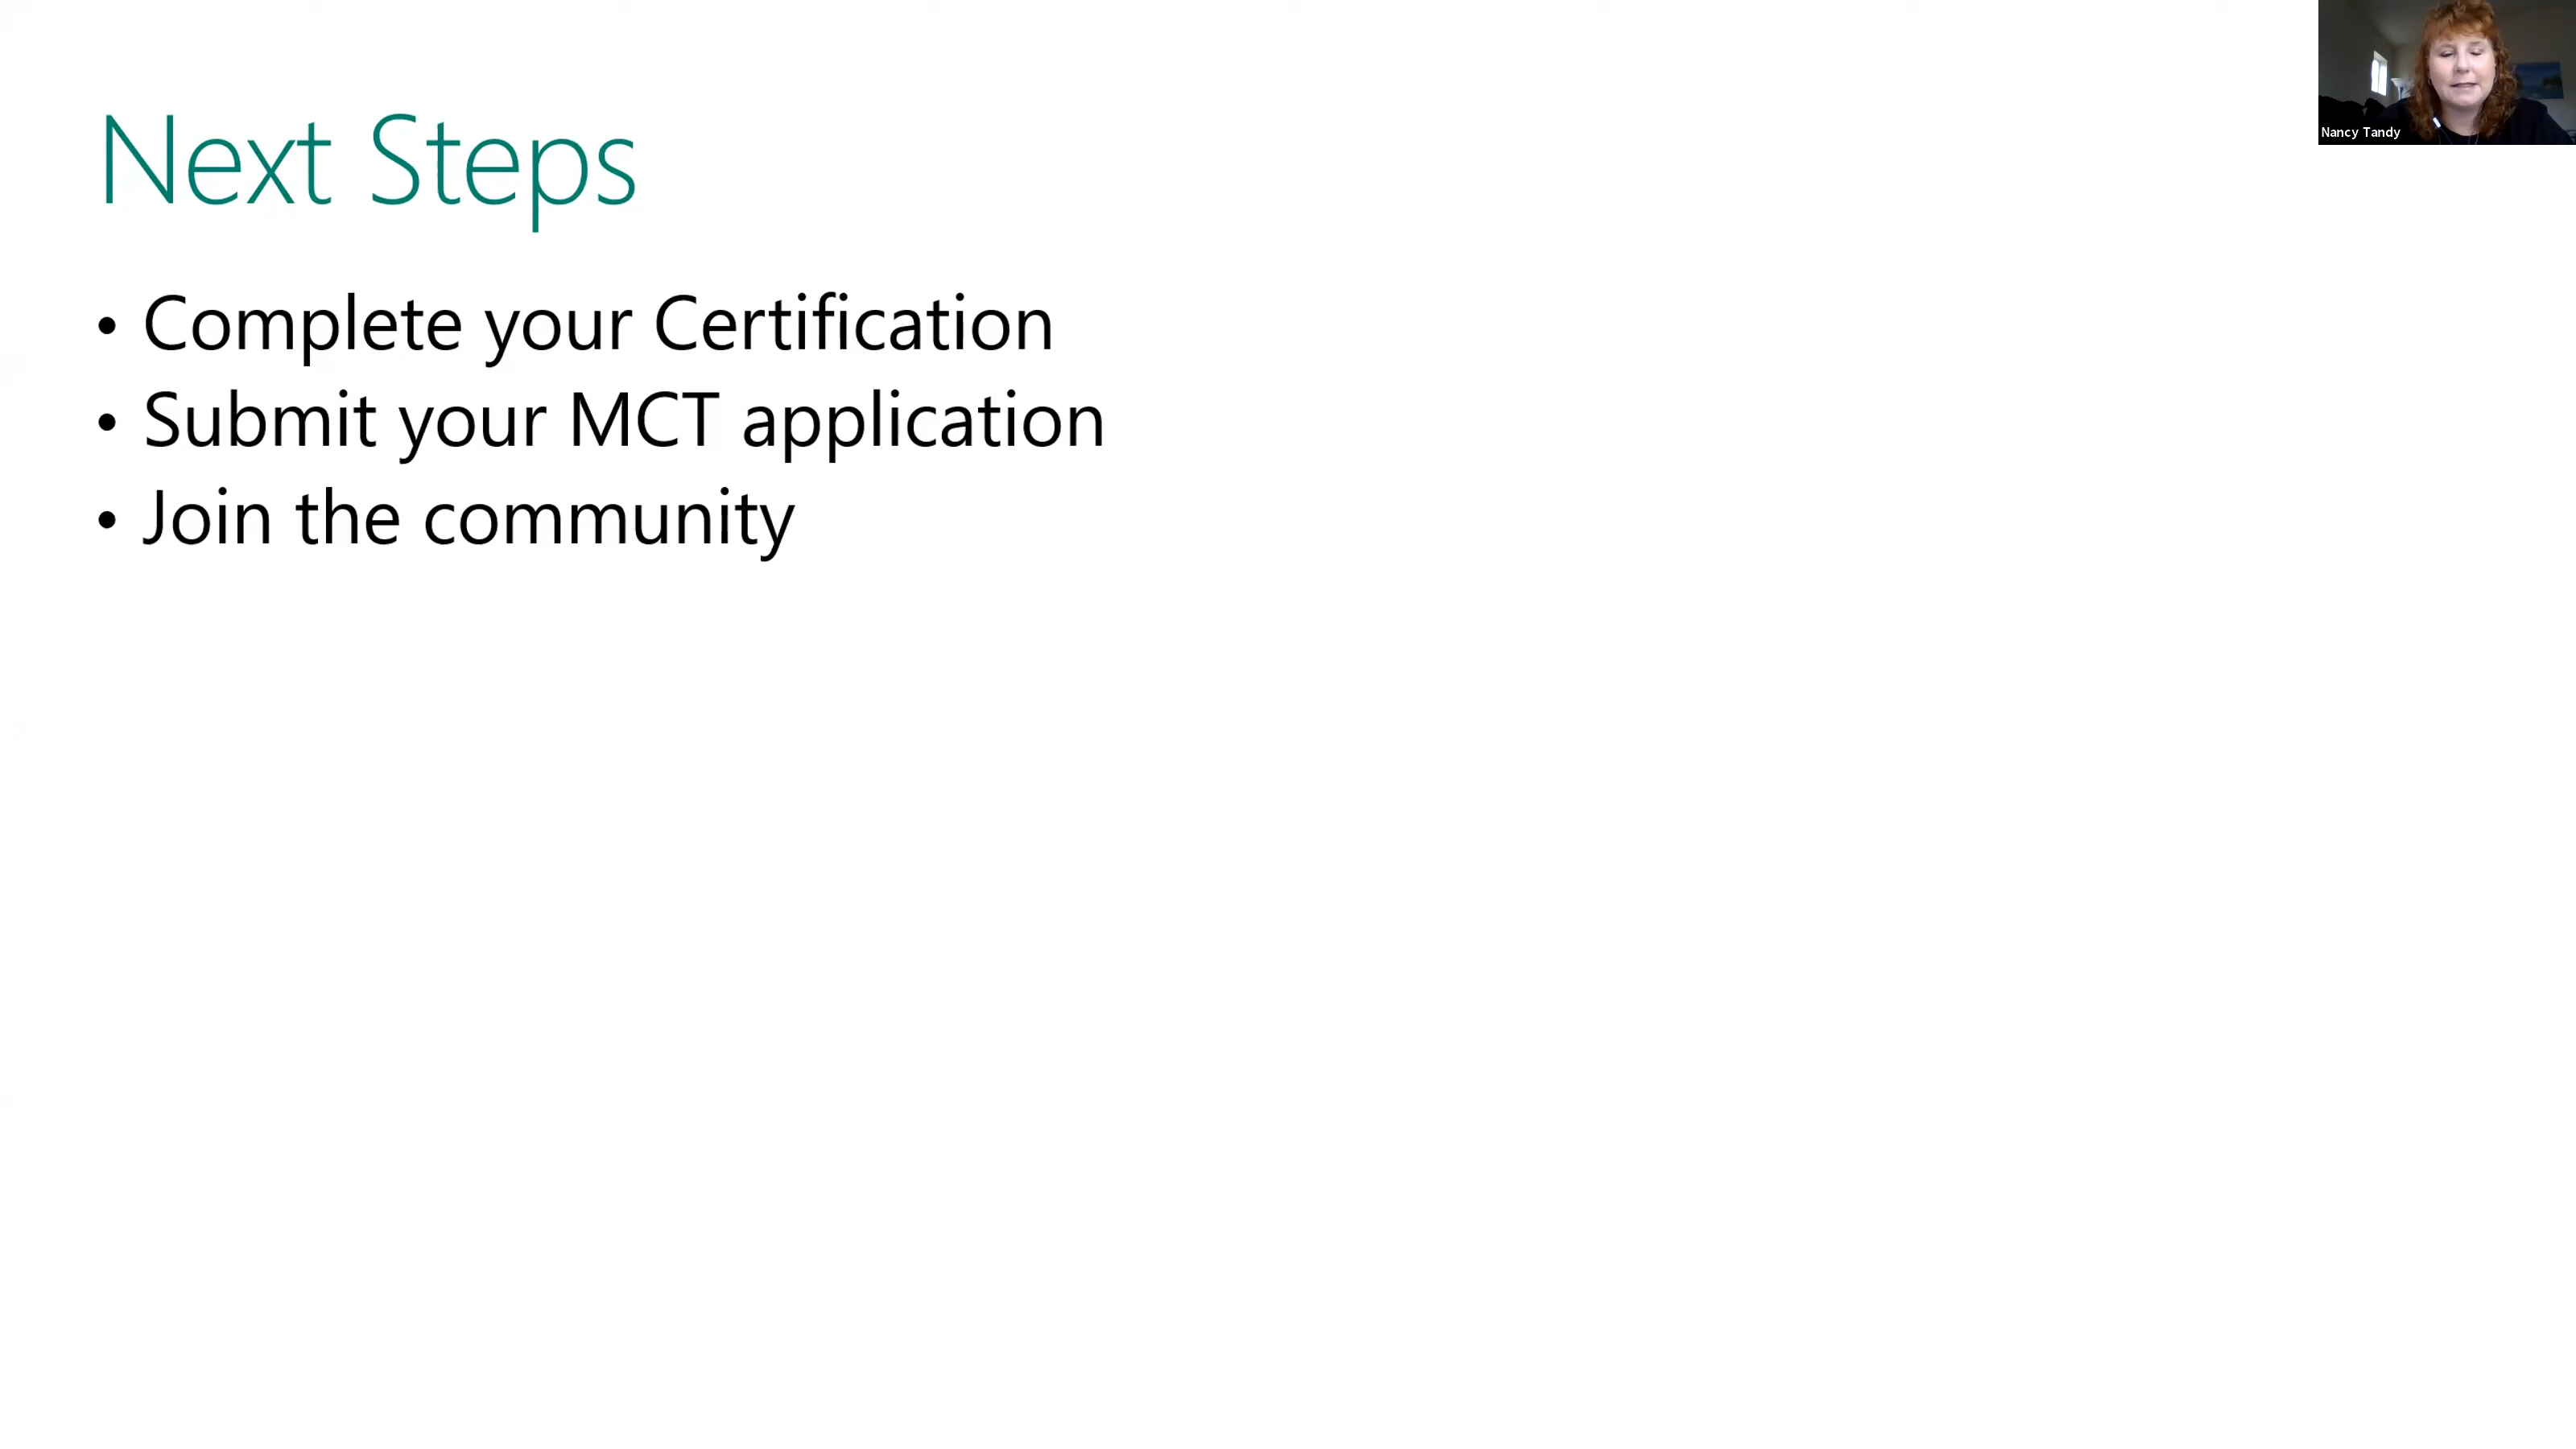 Next Steps
• Complete your Certification
• Submit your MCT application
• Join the community
Nancy Tandy